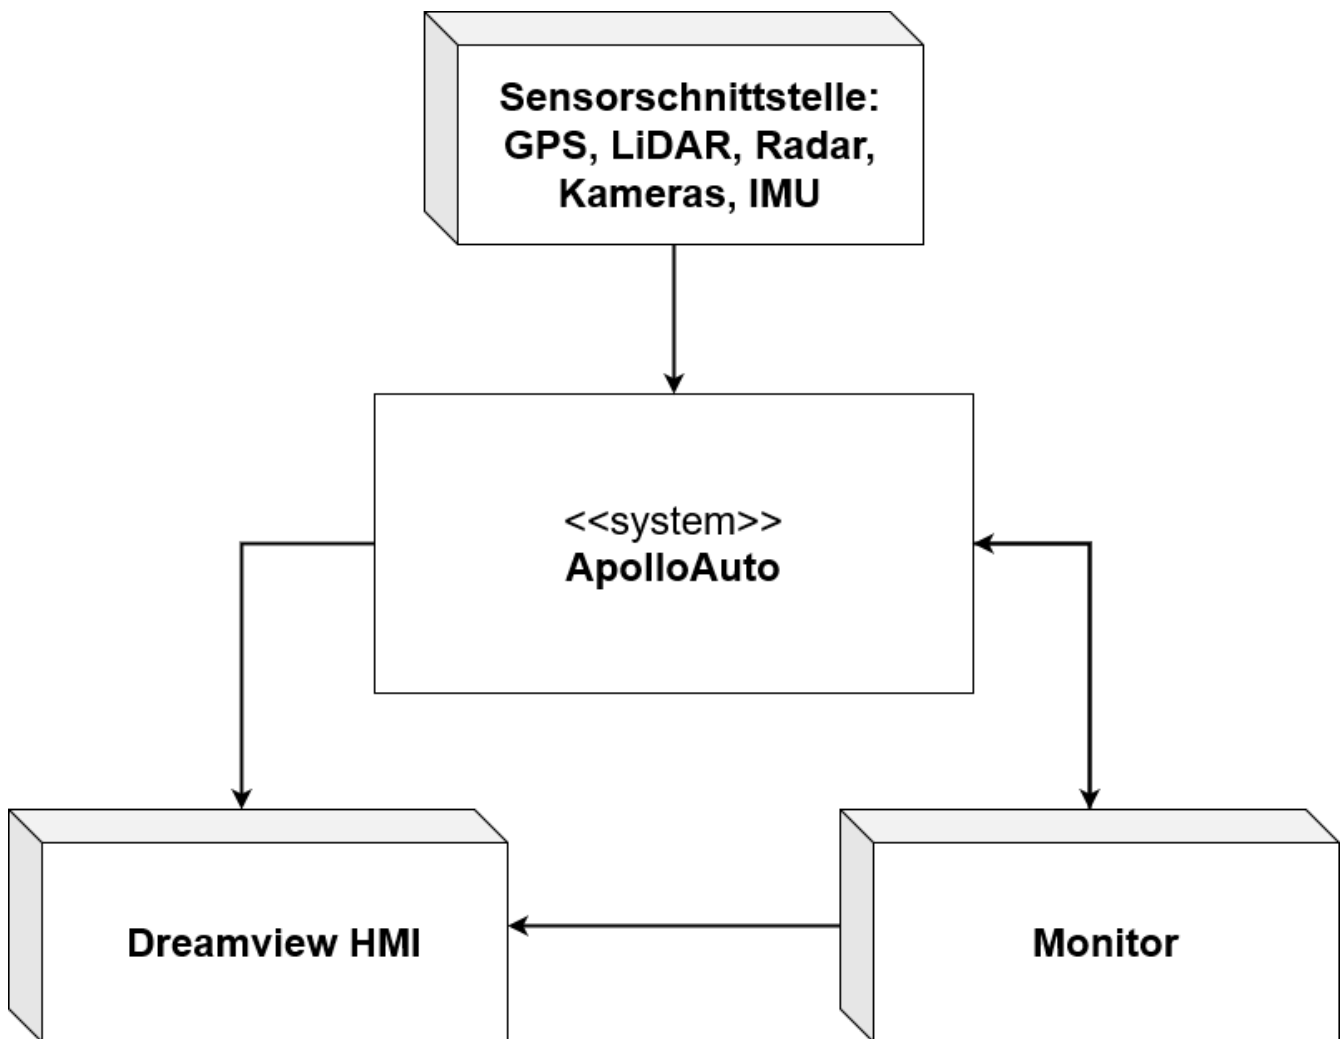 Sensorschnittstelle:
GPS, LiDAR, Radar,
Kameras, IMU
<<system>>
ApolloAuto
Dreamview HMI
Monitor